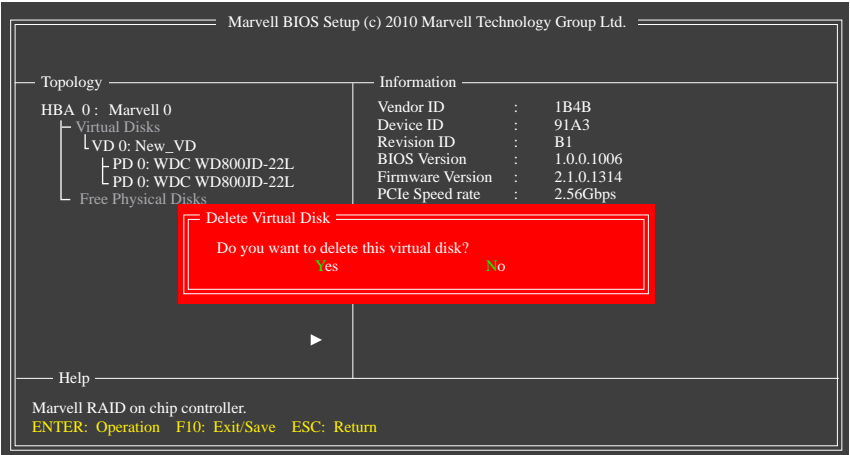 Marvell BIOS Setup (c) 2010 Marvell Technology Group Ltd.
Topology
HBA 0 : Marvell 0
Virtual Disks
VD 0: New_VD
PD 0: WDC WD800JD-22L
PD 0: WDC WD800JD-22L
Free Physical Disks
Information
Vendor ID : 1B4B
Device ID : 91A3
Revision ID : B1
BIOS Version : 1.0.0.1006
Firmware Version : 2.1.0.1314
PCIe Speed rate : 2.56Gbps
Delete Virtual Disk
Do you want to delete this virtual disk?
Yes No
Help
Marvell RAID on chip controller.
ENTER: Operation F10: Exit/Save ESC: Return